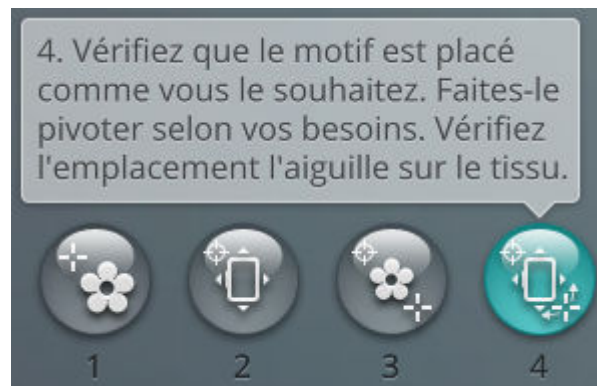 4. Vérifiez que le motif est placé
comme vous le souhaitez. Faites-le
pivoter selon vos besoins. Vérifiez
l'emplacement l'aiguille sur le tissu.
1 2 3 4